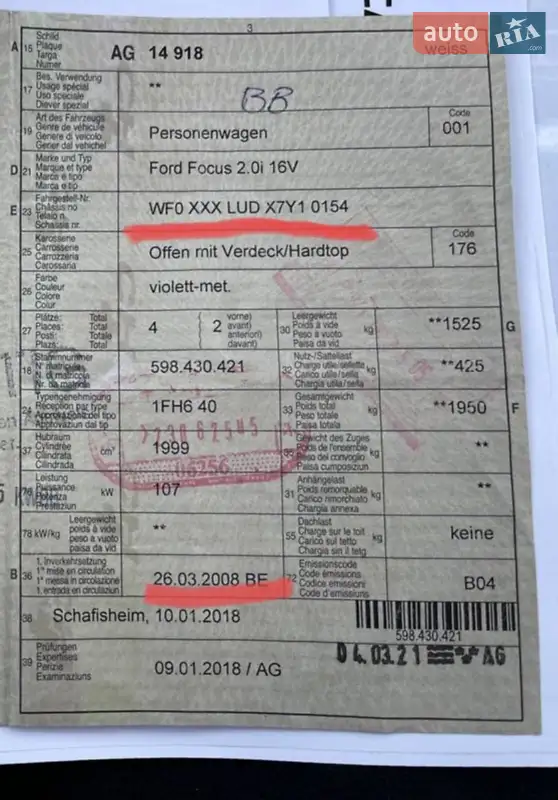 3
auto RIA.com
A 15 Schild Plaque Targa Numer AG 14 918 weiss
17 Bes. Verwendung Usage spécial Uso speciale Diever spezial **
BB
19 Art des Fahrzeugs Genre de véhicule Genere di veicolo Gener dal vehichel Personenwagen Code 001
D 21 Marke und Typ Marque et type Marca e tipo Marca e tip Ford Focus 2.0i 16V
E 23 Fahrgestell-Nr. Châssis no Telaio n. Schassis nr. WF0 XXX LUD X7Y1 0154
25 Karosserie Carrosserie Carrozzeria Carossaria Offen mit Verdeck/Hardtop Code 176
26 Farbe Couleur Colore Colur violett-met.
27 Plätze: Total Places: Total Posti: Totale Plazs: Total 4 2 vorne) avant) anteriori) davant) 30 Leergewicht Poids à vide Peso a vuoto Paisa da vid kg **1525 G
18 Stammnummer N° matricule N. di matricola Nr. da matricla 598.430.421 32 Nutz-/Sattellast Charge utile/sellette Carico utile/sella Chargia utila/sella kg **425
24 Typengenehmigung Réception par type Approvazione del tipo Approvaziun dal tip 1FH6 40 33 Gesamtgewicht Poids total Peso totale Paisa totala kg **1950 F
37 Hubraum Cylindrée Cilindrata Cilindrada cm³ 1999 35 Gewicht des Zuges Poids de l'ensemble Peso del convoglio Paisa cumposiziun kg **
06256
76 Leistung Puissance Potenza Prestaziun kW 107 31 Anhängelast Poids remorquable Carico rimorchiato Chargia annexa kg **
78 kW/kg Leergewicht poids à vide peso a vuoto paisa da vid ** 55 Dachlast Charge sur le toit Carico sul tetto Chargia sin il tetg kg keine
B 36 1. Inverkehrsetzung 1re mise en circulation 1a messa in circolazione 1. entrada en circulaziun 26.03.2008 BE 72 Emissionscode Code émissions Codice emissioni Code d'emissiuns B04
38 Schafisheim, 10.01.2018
598.430.421
39 Prüfungen Expertises Perizie Examinaziuns 09.01.2018 / AG
04.03.21 AG